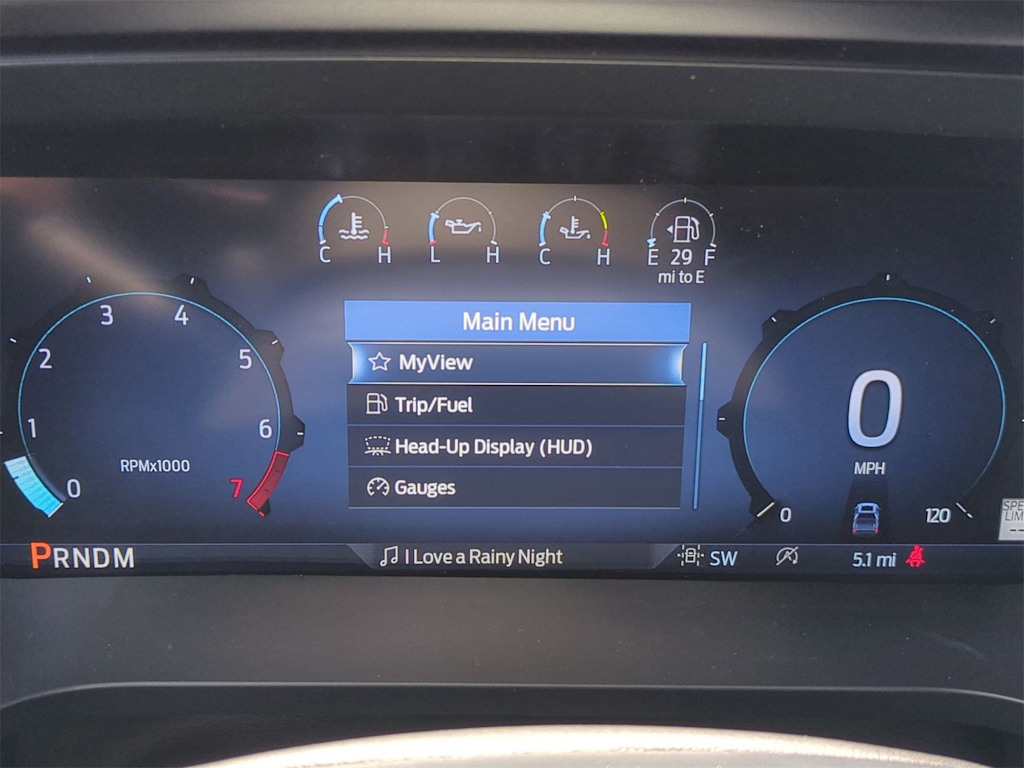 C H
L H
C H
E 29 F
mi to E
Main Menu
MyView
Trip/Fuel
Head-Up Display (HUD)
Gauges
0
1
2
3
4
5
6
7
RPMx1000
0
MPH
0
120
PRNDM
I Love a Rainy Night
SW
5.1 mi
--